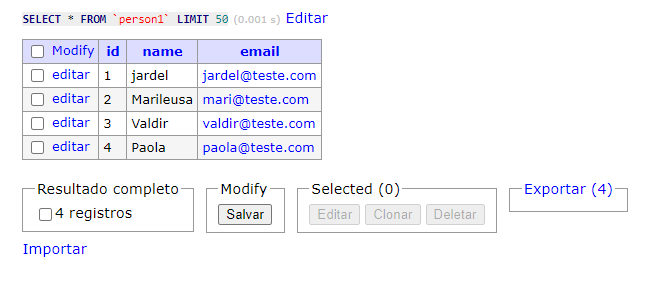 SELECT * FROM `person1` LIMIT 50 (0.001 s) Editar
Modify id name email
editar 1 jardel jardel@teste.com
editar 2 Marileusa mari@teste.com
editar 3 Valdir valdir@teste.com
editar 4 Paola paola@teste.com
Resultado completo Modify Selected (0) Exportar (4)
4 registros Salvar Editar Clonar Deletar
Importar